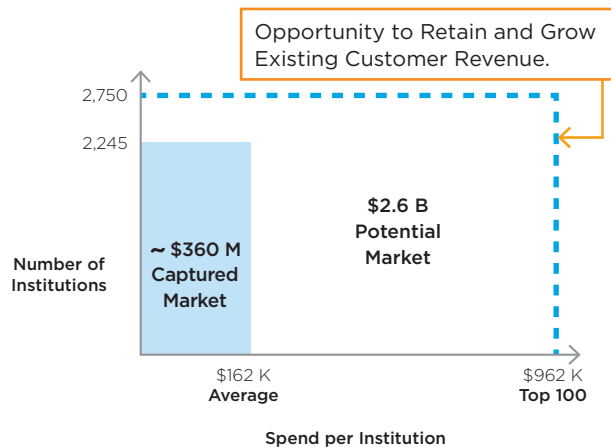 Opportunity to Retain and Grow
Existing Customer Revenue.
2,750
2,245
$2.6 B
Potential
Market
~ $360 M
Captured
Market
Number of
Institutions
$162 K
Average
$962 K
Top 100
Spend per Institution